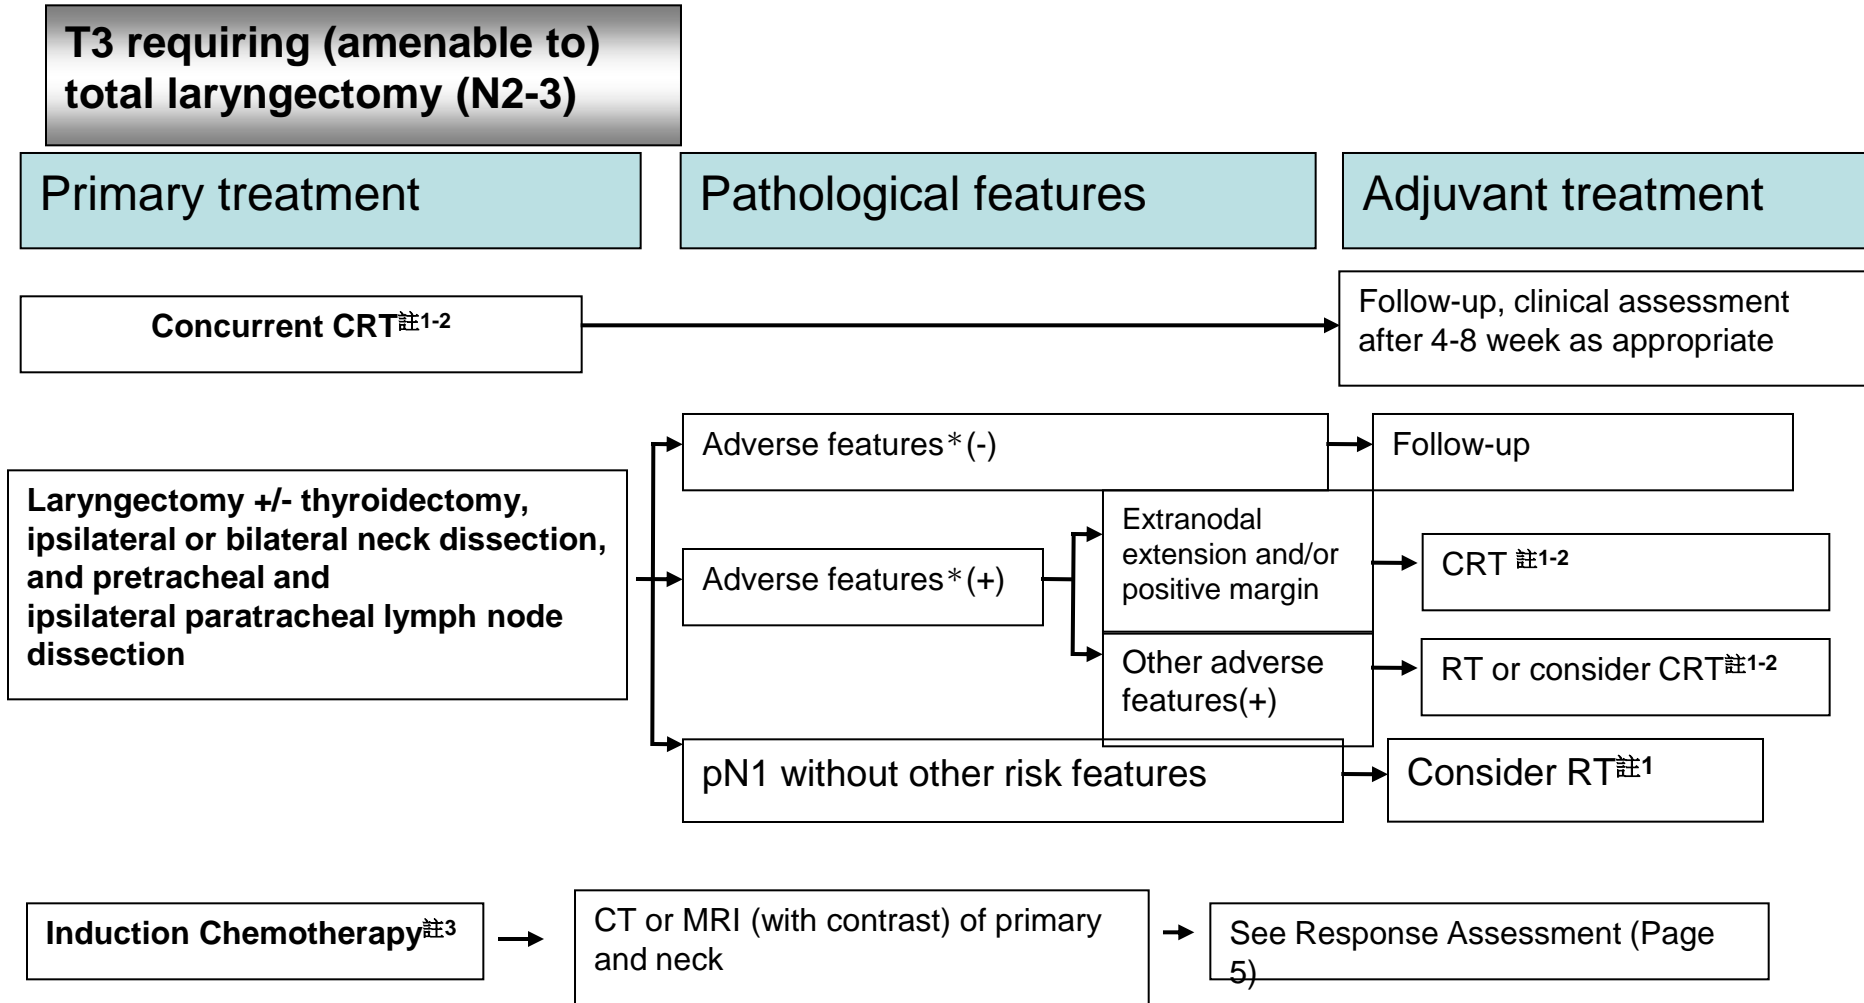 T3 requiring (amenable to)
total laryngectomy (N2-3)
Primary treatment
Pathological features
Adjuvant treatment
Concurrent CRT註1-2
Follow-up, clinical assessment
after 4-8 week as appropriate
Laryngectomy +/- thyroidectomy,
ipsilateral or bilateral neck dissection,
and pretracheal and
ipsilateral paratracheal lymph node
dissection
Adverse features*(-)
Follow-up
Adverse features*(+)
Extranodal
extension and/or
positive margin
CRT 註1-2
Other adverse
features(+)
RT or consider CRT註1-2
pN1 without other risk features
Consider RT註1
Induction Chemotherapy註3
CT or MRI (with contrast) of primary
and neck
See Response Assessment (Page
5)